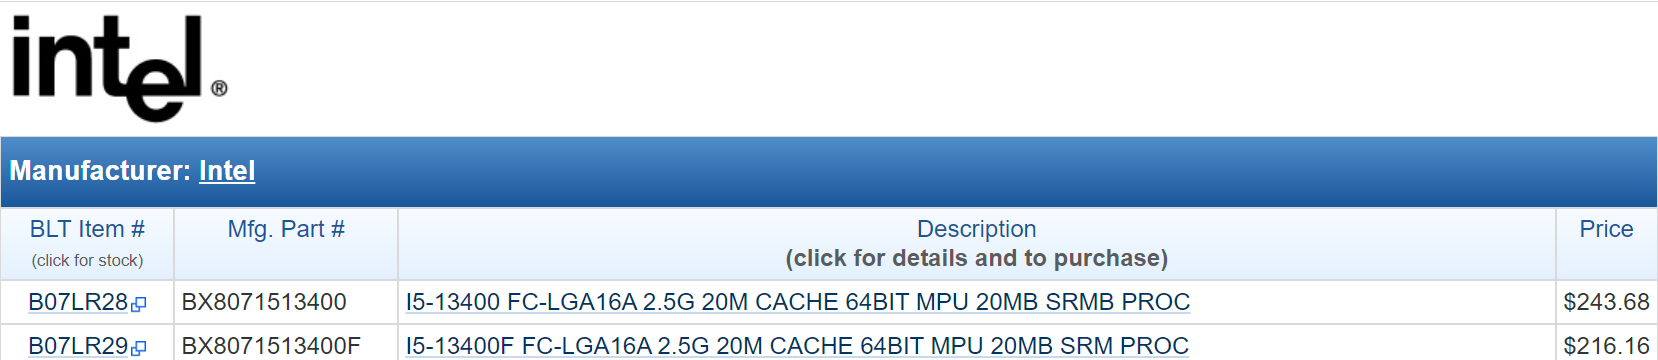 intel®
Manufacturer: Intel
BLT Item # Mfg. Part # Description Price
(click for stock) (click for details and to purchase)
B07LR28 BX8071513400 I5-13400 FC-LGA16A 2.5G 20M CACHE 64BIT MPU 20MB SRMB PROC $243.68
B07LR29 BX8071513400F I5-13400F FC-LGA16A 2.5G 20M CACHE 64BIT MPU 20MB SRM PROC $216.16